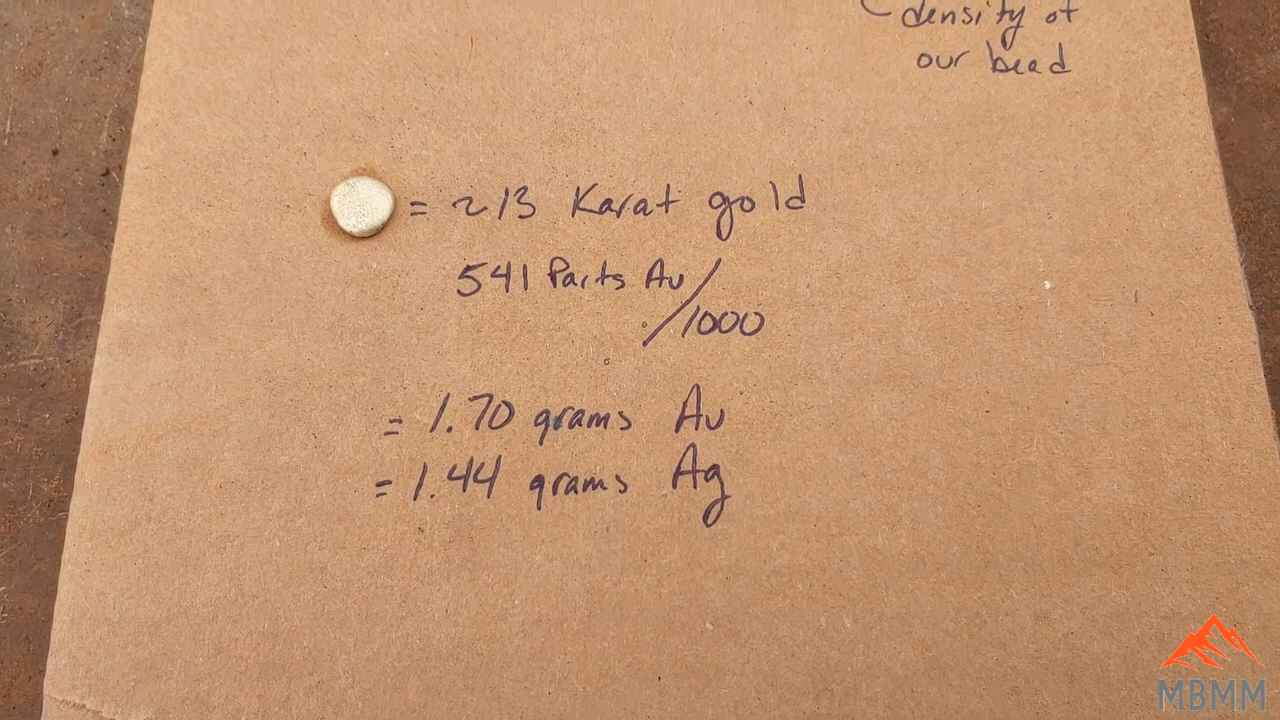 density of
our bead
= ~13 Karat gold
541 Parts Au/
/1000
= 1.70 grams Au
= 1.44 grams Ag
MBMM